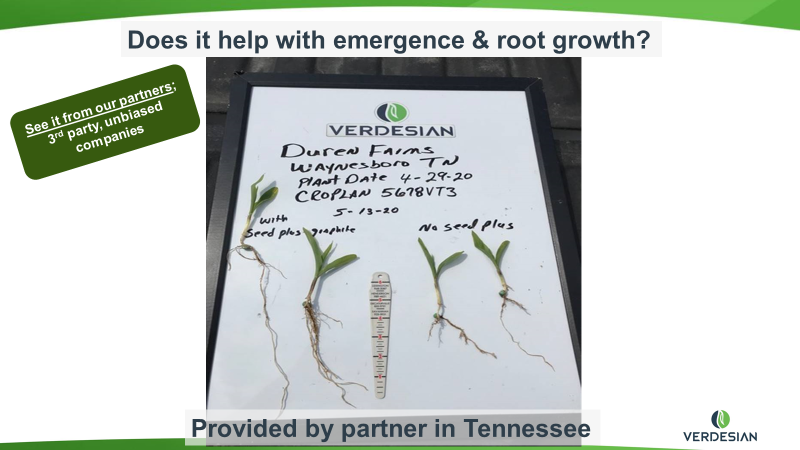 Does it help with emergence & root growth?
See it from our partners;
3rd party, unbiased
companies
VERDESIAN
Duren Farms
Waynesboro TN
Plant Date 4-29-20
CROPLAN 5678VT3
5-13-20
with
Seed plus graphite
No seed plus
Provided by partner in Tennessee
VERDESIAN